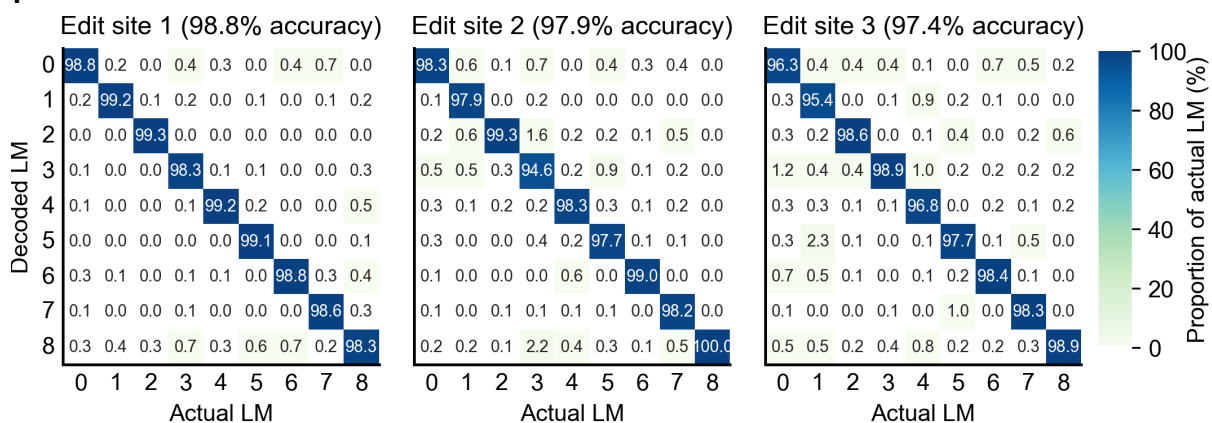 Edit site 1 (98.8% accuracy) Edit site 2 (97.9% accuracy) Edit site 3 (97.4% accuracy)
0 98.8 0.2 0.0 0.4 0.3 0.0 0.4 0.7 0.0 98.3 0.6 0.1 0.7 0.0 0.4 0.3 0.4 0.0 96.3 0.4 0.4 0.4 0.1 0.0 0.7 0.5 0.2 100
1 0.2 99.2 0.1 0.2 0.0 0.1 0.0 0.1 0.2 0.1 97.9 0.0 0.2 0.0 0.0 0.0 0.0 0.0 0.3 95.4 0.0 0.1 0.9 0.2 0.1 0.0 0.0 80
2 0.0 0.0 99.3 0.0 0.0 0.0 0.0 0.0 0.0 0.2 0.6 99.3 1.6 0.2 0.2 0.1 0.5 0.0 0.3 0.2 98.6 0.0 0.1 0.4 0.0 0.2 0.6
3 0.1 0.0 0.0 98.3 0.1 0.1 0.0 0.0 0.3 0.5 0.5 0.3 94.6 0.2 0.9 0.1 0.2 0.0 1.2 0.4 0.4 98.9 1.0 0.2 0.2 0.2 0.2 60
4 0.1 0.0 0.0 0.1 99.2 0.2 0.0 0.0 0.5 0.3 0.1 0.2 0.2 98.3 0.3 0.1 0.2 0.0 0.3 0.3 0.1 0.1 96.8 0.2 0.0 0.1 0.2
5 0.0 0.0 0.0 0.0 0.0 99.1 0.0 0.0 0.1 0.3 0.0 0.0 0.4 0.2 97.7 0.1 0.1 0.0 0.3 2.3 0.1 0.0 0.1 97.7 0.1 0.5 0.0 40
6 0.3 0.1 0.0 0.1 0.0 0.0 98.8 0.3 0.4 0.1 0.0 0.0 0.0 0.6 0.0 99.0 0.0 0.0 0.7 0.5 0.0 0.0 0.1 0.2 98.4 0.1 0.0 20
7 0.1 0.0 0.0 0.1 0.0 0.0 0.0 98.6 0.3 0.1 0.0 0.0 0.1 0.1 0.1 0.0 98.2 0.0 0.1 0.0 0.0 0.0 0.0 1.0 0.0 98.3 0.0
8 0.3 0.4 0.3 0.7 0.3 0.6 0.7 0.2 98.3 0.2 0.2 0.1 2.2 0.4 0.3 0.1 0.5 100.0 0.5 0.5 0.2 0.4 0.8 0.2 0.2 0.3 98.9 0
0 1 2 3 4 5 6 7 8 0 1 2 3 4 5 6 7 8 0 1 2 3 4 5 6 7 8
Actual LM Actual LM Actual LM
Decoded LM
Proportion of actual LM (%)